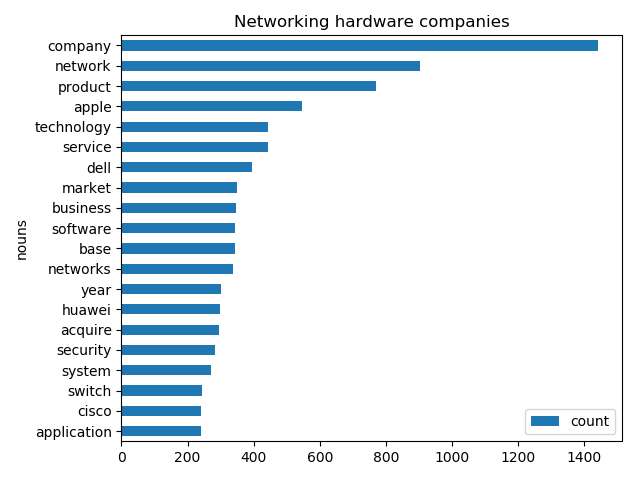 Networking hardware companies
company
network
product
apple
technology
service
dell
market
business
software
base
networks
year
huawei
acquire
security
system
switch
cisco
application
nouns
count
0 200 400 600 800 1000 1200 1400